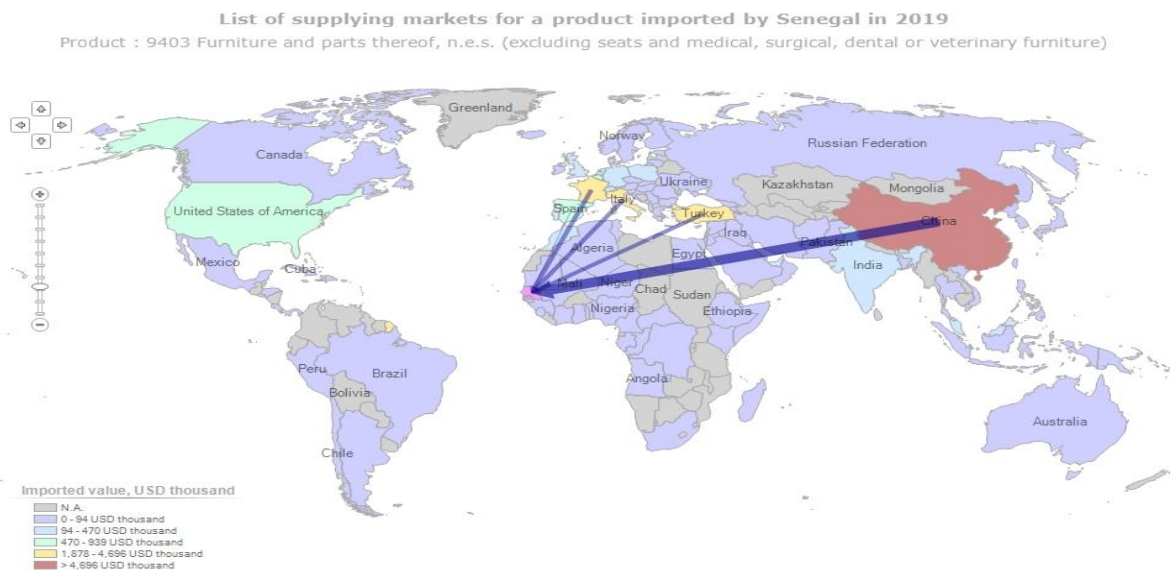 List of supplying markets for a product imported by Senegal in 2019
Product : 9403 Furniture and parts thereof, n.e.s. (excluding seats and medical, surgical, dental or veterinary furniture)
Greenland
Norway
Russian Federation
Canada
Ukraine
Kazakhstan
Mongolia
United States of America
Spain
Italy
Turkey
China
Iraq
Pakistan
Algeria
Egypt
Mexico
Cuba
India
Mali
Niger
Chad
Sudan
Nigeria
Ethiopia
Peru
Brazil
Angola
Bolivia
Australia
Chile
Imported value, USD thousand
N.A.
0 - 94 USD thousand
94 - 470 USD thousand
470 - 939 USD thousand
1,878 - 4,696 USD thousand
> 4,696 USD thousand